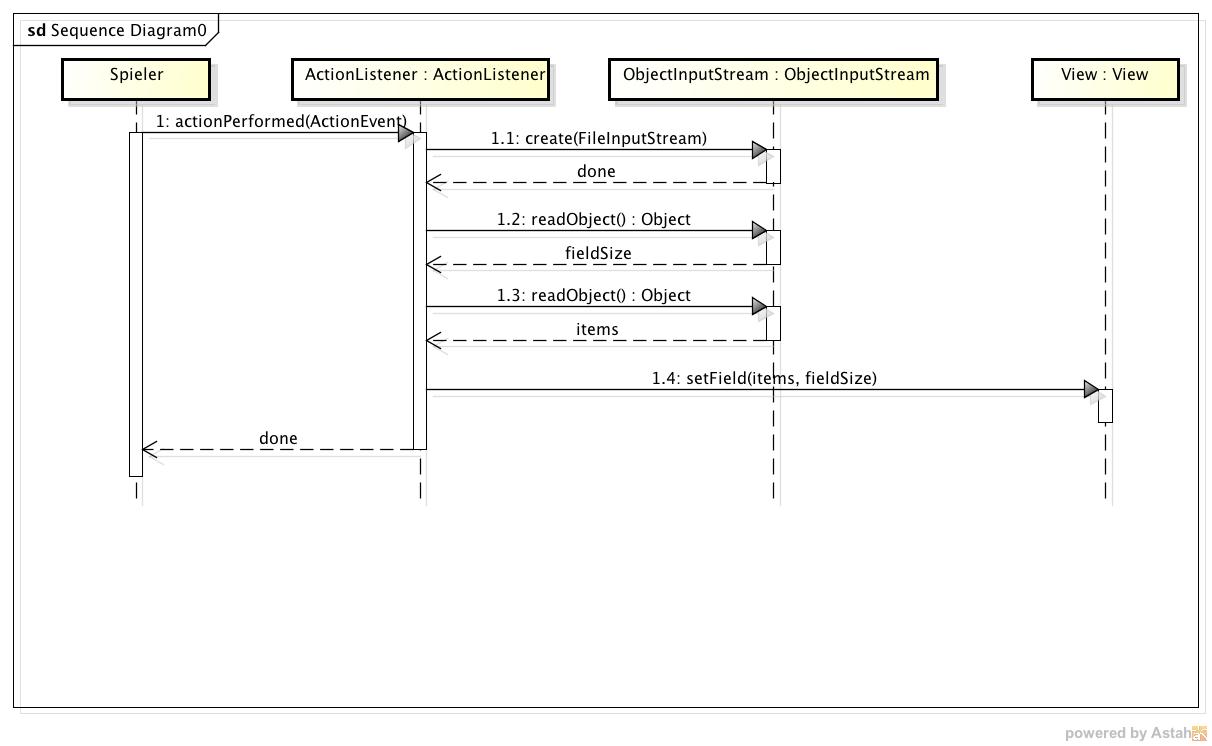 sd Sequence Diagram0
Spieler
ActionListener : ActionListener
ObjectInputStream : ObjectInputStream
View : View
1: actionPerformed(ActionEvent)
1.1: create(FileInputStream)
done
1.2: readObject() : Object
fieldSize
1.3: readObject() : Object
items
1.4: setField(items, fieldSize)
done
powered by Astah